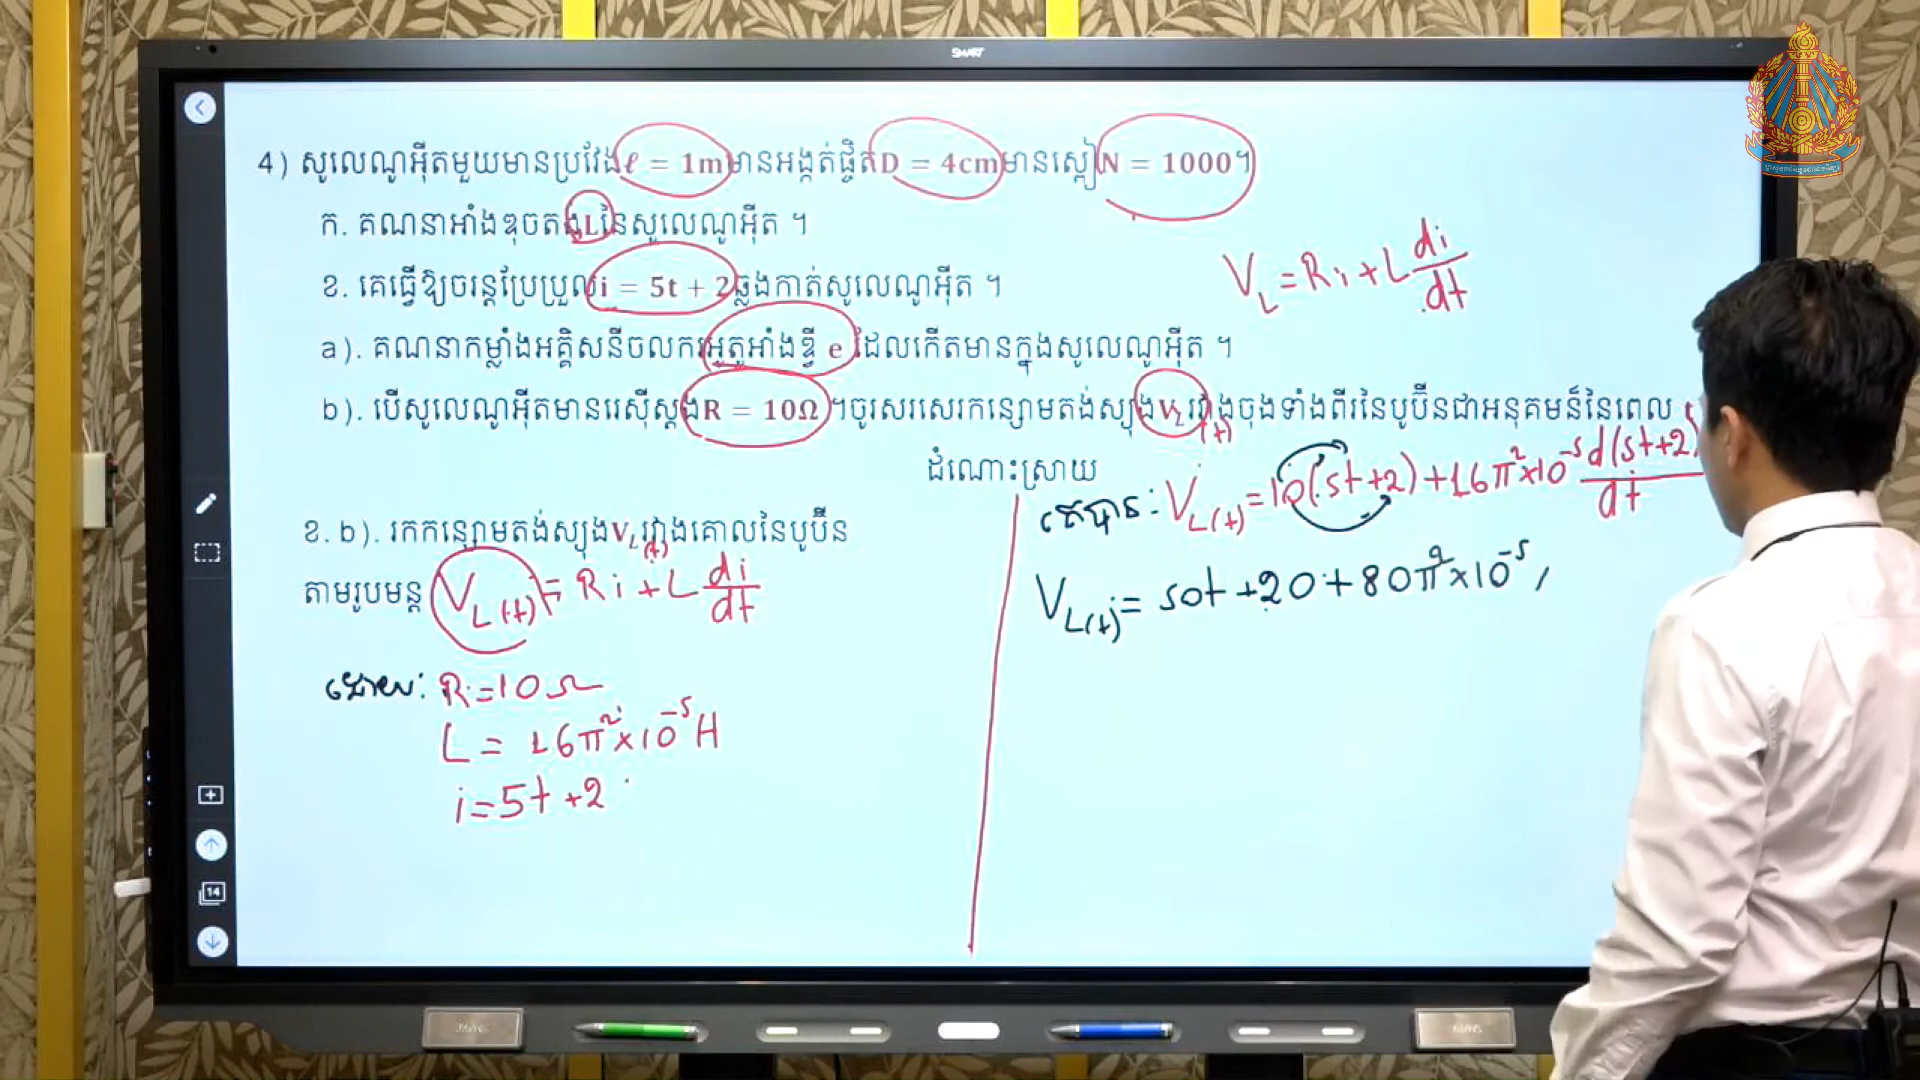 SMART
4) សូលេណូអ៊ីតមួយមានប្រវែង ℓ = 1m មានអង្កត់ផ្ចិត D = 4cm មានស្ពៀ N = 1000។
ក. គណនាអាំងឌុចតង់ L នៃសូលេណូអ៊ីត ។
ខ. គេធ្វើឱ្យចរន្តប្រែប្រួល i = 5t + 2 ឆ្លងកាត់សូលេណូអ៊ីត ។
a). គណនាកម្លាំងអគ្គិសនីចលករអូតូអាំងឌ្វី e ដែលកើតមានក្នុងសូលេណូអ៊ីត ។
b). បើសូលេណូអ៊ីតមានរេស៊ីស្តង់ R = 10Ω ។ចូរសរសេរកន្សោមតង់ស្យុង V_L(t) រវាងចុងទាំងពីរនៃបូប៊ីនជាអនុគមន៍នៃពេល
V_L = Ri + L di/dt
ដំណោះស្រាយ
ខ. b). រកកន្សោមតង់ស្យុង V_L(t) រវាងគោលនៃបូប៊ីន
តាមរូបមន្ត V_L(t) = Ri + L di/dt
ដោយ: R = 10Ω
L = 16π²×10⁻⁵ H
i = 5t + 2
គេបាន: V_L(t) = 10(5t+2) + 16π²×10⁻⁵ d(5t+2)/dt
V_L(t) = 50t + 20 + 80π²×10⁻⁵
14